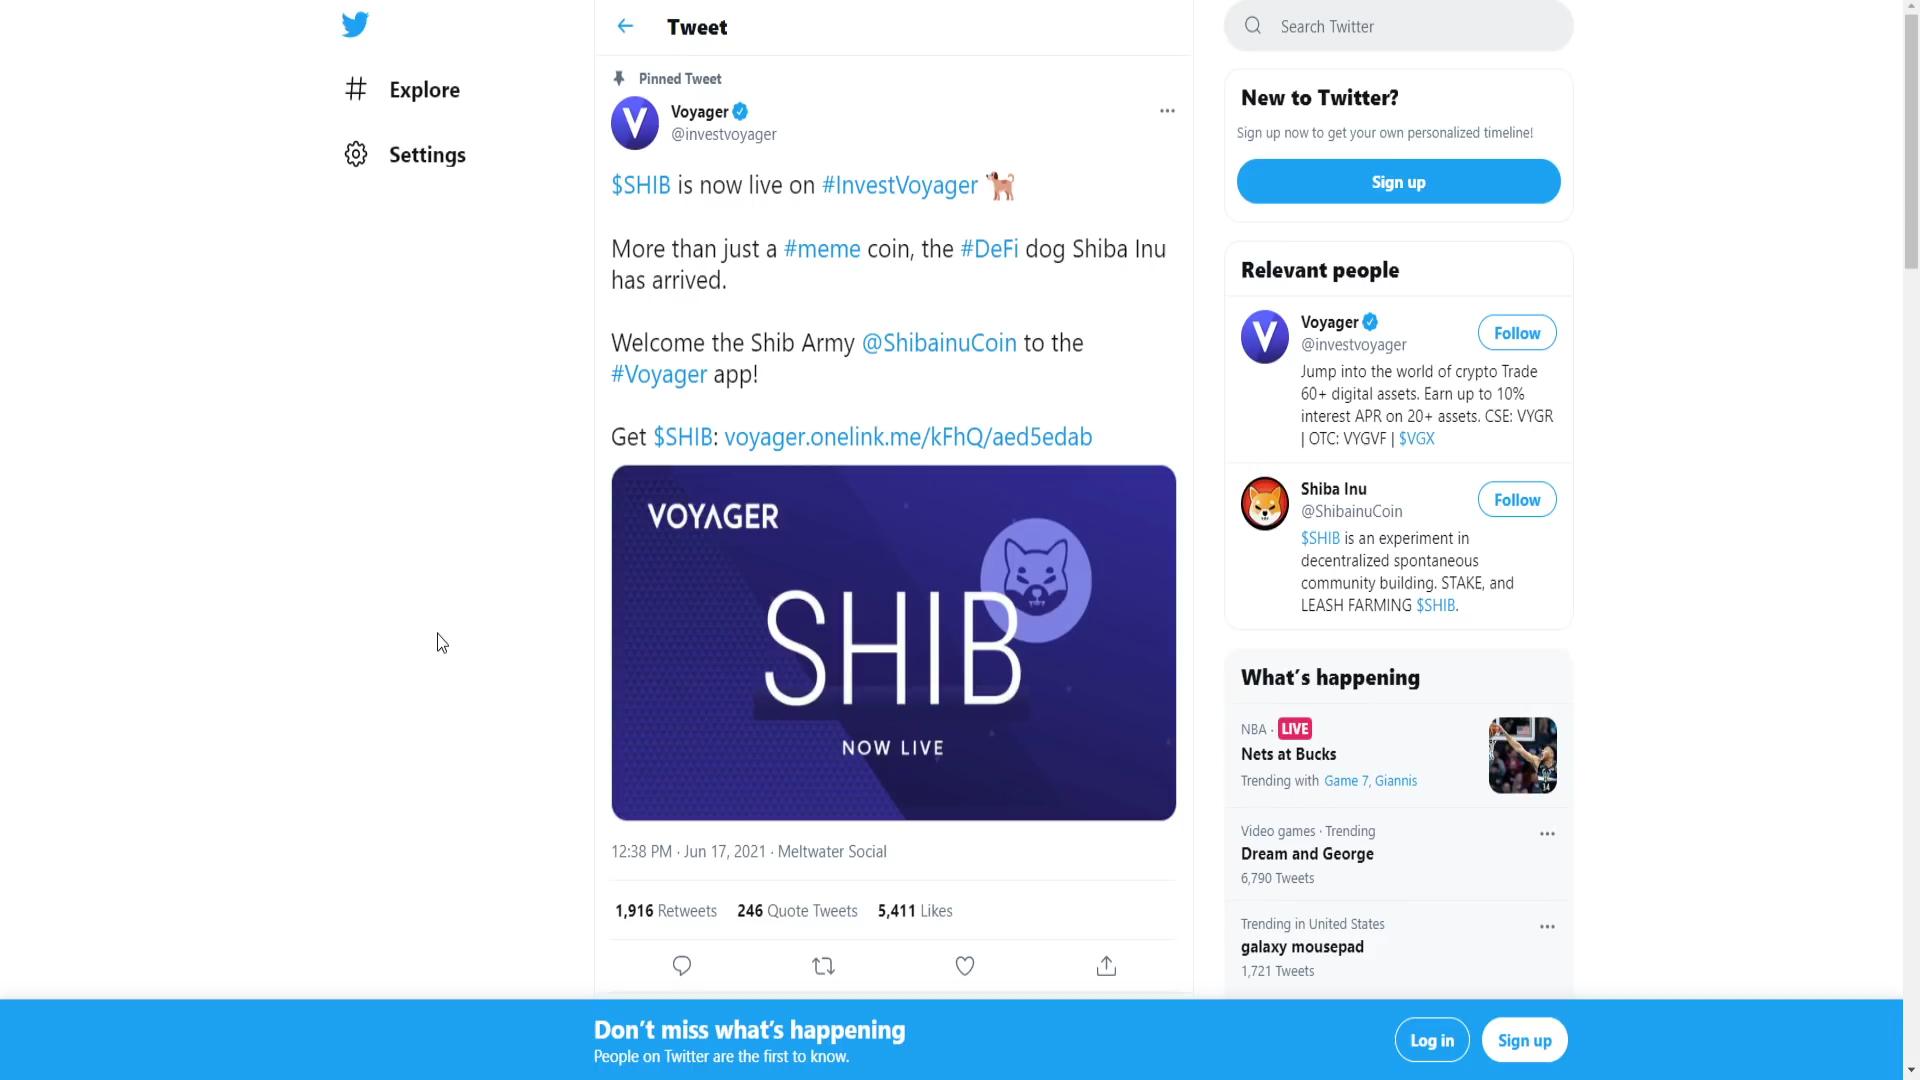 Tweet
Search Twitter
Explore
Settings
Pinned Tweet
Voyager
@investvoyager
$SHIB is now live on #InvestVoyager
More than just a #meme coin, the #DeFi dog Shiba Inu
has arrived.
Welcome the Shib Army @ShibainuCoin to the
#Voyager app!
Get $SHIB: voyager.onelink.me/kFhQ/aed5edab
VOYAGER
SHIB
NOW LIVE
12:38 PM · Jun 17, 2021 · Meltwater Social
1,916 Retweets 246 Quote Tweets 5,411 Likes
New to Twitter?
Sign up now to get your own personalized timeline!
Sign up
Relevant people
Voyager
@investvoyager
Follow
Jump into the world of crypto Trade
60+ digital assets. Earn up to 10%
interest APR on 20+ assets. CSE: VYGR
| OTC: VYGVF | $VGX
Shiba Inu
@ShibainuCoin
Follow
$SHIB is an experiment in
decentralized spontaneous
community building. STAKE, and
LEASH FARMING $SHIB.
What's happening
NBA · LIVE
Nets at Bucks
Trending with Game 7, Giannis
Video games · Trending
Dream and George
6,790 Tweets
Trending in United States
galaxy mousepad
1,721 Tweets
Don't miss what's happening
People on Twitter are the first to know.
Log in
Sign up